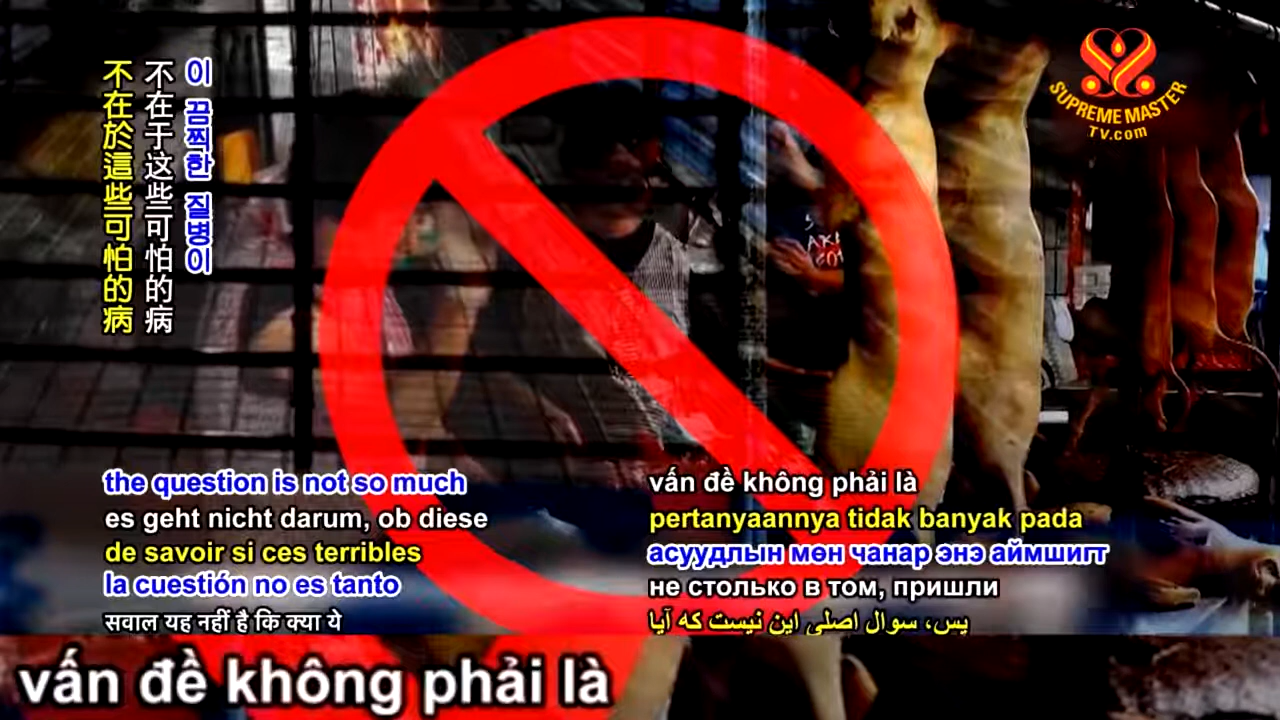 이 끔찍한 질병이
不在于这些可怕的病
不在於這些可怕的病
SUPREME MASTER
TV.com
the question is not so much
es geht nicht darum, ob diese
de savoir si ces terribles
la cuestión no es tanto
सवाल यह नहीं है कि क्या ये
vấn đề không phải là
pertanyaannya tidak banyak pada
асуудлын мөн чанар энэ аймшигт
не столько в том, пришли
پس، سوال اصلی این نیست که آیا
vấn đề không phải là